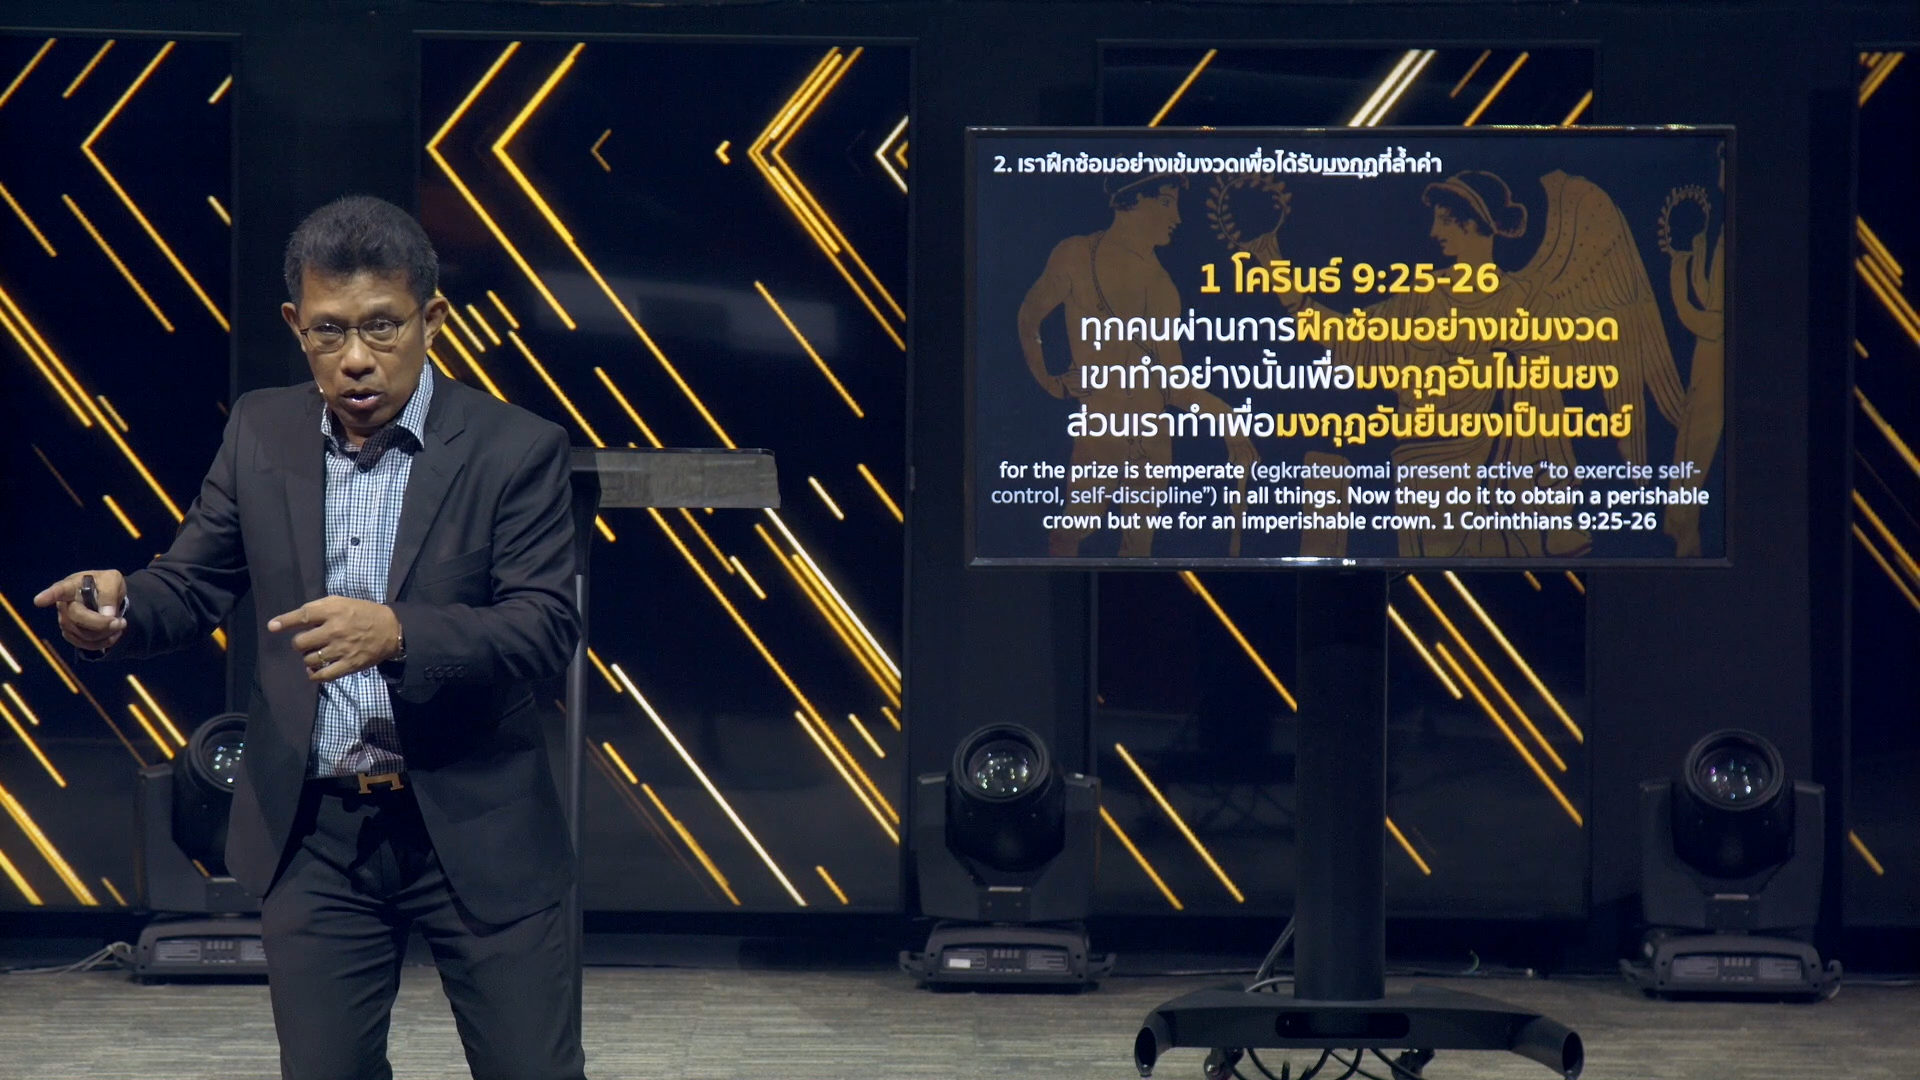 2. เราฝึกซ้อมอย่างเข้มงวดเพื่อได้รับมงกุฎที่ล้ำค่า
1 โครินธ์ 9:25-26
ทุกคนผ่านการฝึกซ้อมอย่างเข้มงวด
เขาทำอย่างนั้นเพื่อมงกุฎอันไม่ยืนยง
ส่วนเราทำเพื่อมงกุฎอันยืนยงเป็นนิตย์
for the prize is temperate (egkrateuomai present active “to exercise self-
control, self-discipline”) in all things. Now they do it to obtain a perishable
crown but we for an imperishable crown. 1 Corinthians 9:25-26
LG